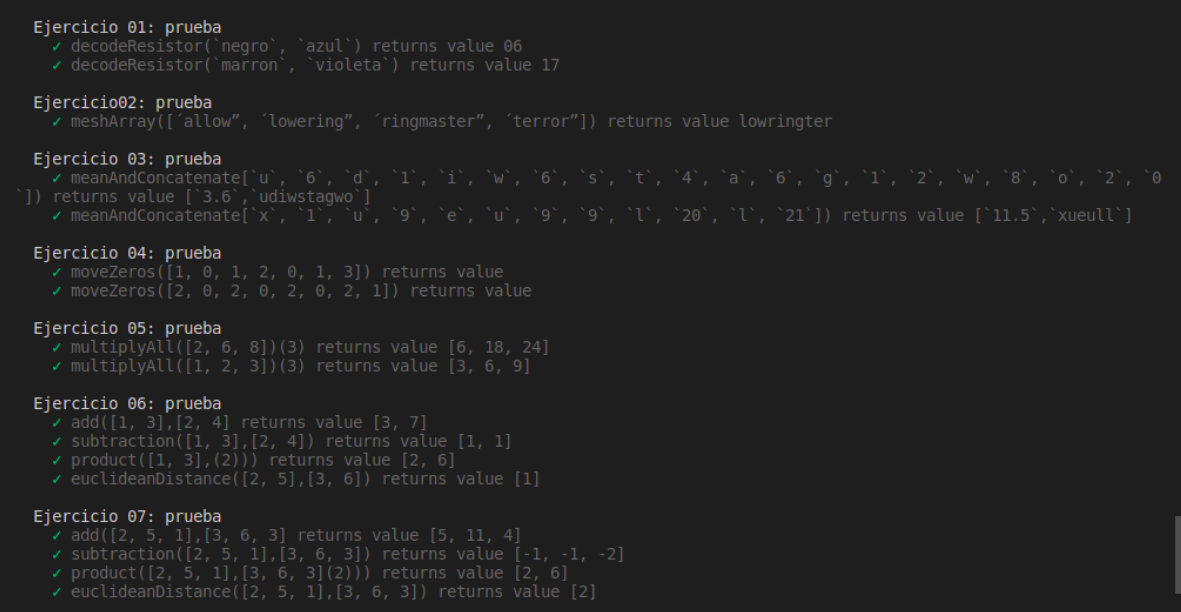 Ejercicio 01: prueba
✓ decodeResistor(`negro`, `azul`) returns value 06
✓ decodeResistor(`marron`, `violeta`) returns value 17
Ejercicio02: prueba
✓ meshArray([´allow”, ´lowering”, ´ringmaster”, ´terror”]) returns value lowringter
Ejercicio 03: prueba
✓ meanAndConcatenate[`u`, `6`, `d`, `1`, `i`, `w`, `6`, `s`, `t`, `4`, `a`, `6`, `g`, `1`, `2`, `w`, `8`, `o`, `2`, `0
`]) returns value [`3.6`,`udiwstagwo`]
✓ meanAndConcatenate[`x`, `1`, `u`, `9`, `e`, `u`, `9`, `9`, `l`, `20`, `l`, `21`]) returns value [`11.5`,`xueull`]
Ejercicio 04: prueba
✓ moveZeros([1, 0, 1, 2, 0, 1, 3]) returns value
✓ moveZeros([2, 0, 2, 0, 2, 0, 2, 1]) returns value
Ejercicio 05: prueba
✓ multiplyAll([2, 6, 8])(3) returns value [6, 18, 24]
✓ multiplyAll([1, 2, 3])(3) returns value [3, 6, 9]
Ejercicio 06: prueba
✓ add([1, 3],[2, 4] returns value [3, 7]
✓ subtraction([1, 3],[2, 4]) returns value [1, 1]
✓ product([1, 3],(2))) returns value [2, 6]
✓ euclideanDistance([2, 5],[3, 6]) returns value [1]
Ejercicio 07: prueba
✓ add([2, 5, 1],[3, 6, 3] returns value [5, 11, 4]
✓ subtraction([2, 5, 1],[3, 6, 3]) returns value [-1, -1, -2]
✓ product([2, 5, 1],[3, 6, 3](2))) returns value [2, 6]
✓ euclideanDistance([2, 5, 1],[3, 6, 3]) returns value [2]